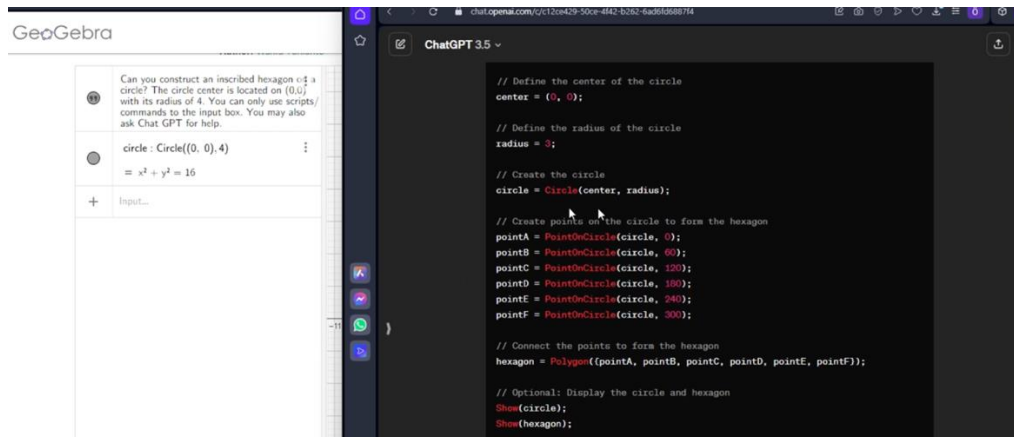 GeoGebra
Can you construct an inscribed hexagon of a
circle? The circle center is located on (0,0)
with its radius of 4. You can only use scripts/
commands to the input box. You may also
ask Chat GPT for help.
circle : Circle((0, 0), 4)
= x² + y² = 16
+ Input...
-11
chat.openai.com/c/c12ce429-50ce-4f42-b262-6ad6fd6887f4
ChatGPT 3.5
// Define the center of the circle
center = (0, 0);
// Define the radius of the circle
radius = 3;
// Create the circle
circle = Circle(center, radius);
// Create points on the circle to form the hexagon
pointA = PointOnCircle(circle, 0);
pointB = PointOnCircle(circle, 60);
pointC = PointOnCircle(circle, 120);
pointD = PointOnCircle(circle, 180);
pointE = PointOnCircle(circle, 240);
pointF = PointOnCircle(circle, 300);
// Connect the points to form the hexagon
hexagon = Polygon({pointA, pointB, pointC, pointD, pointE, pointF});
// Optional: Display the circle and hexagon
Show(circle);
Show(hexagon);